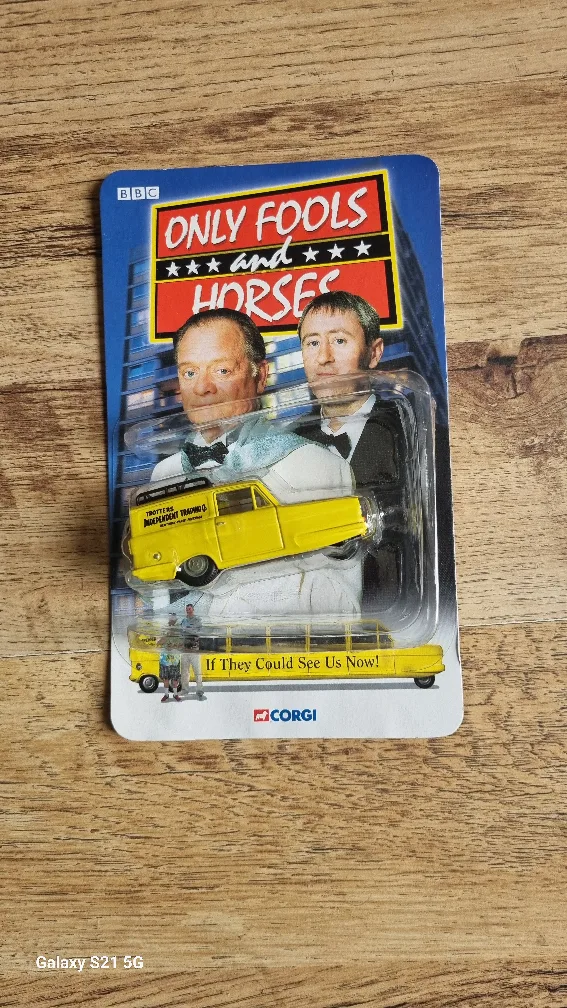 BBC
ONLY FOOLS
and
HORSES
TROTTERS
INDEPENDENT TRADING Co.
If They Could See Us Now!
CORGI
Galaxy S21 5G